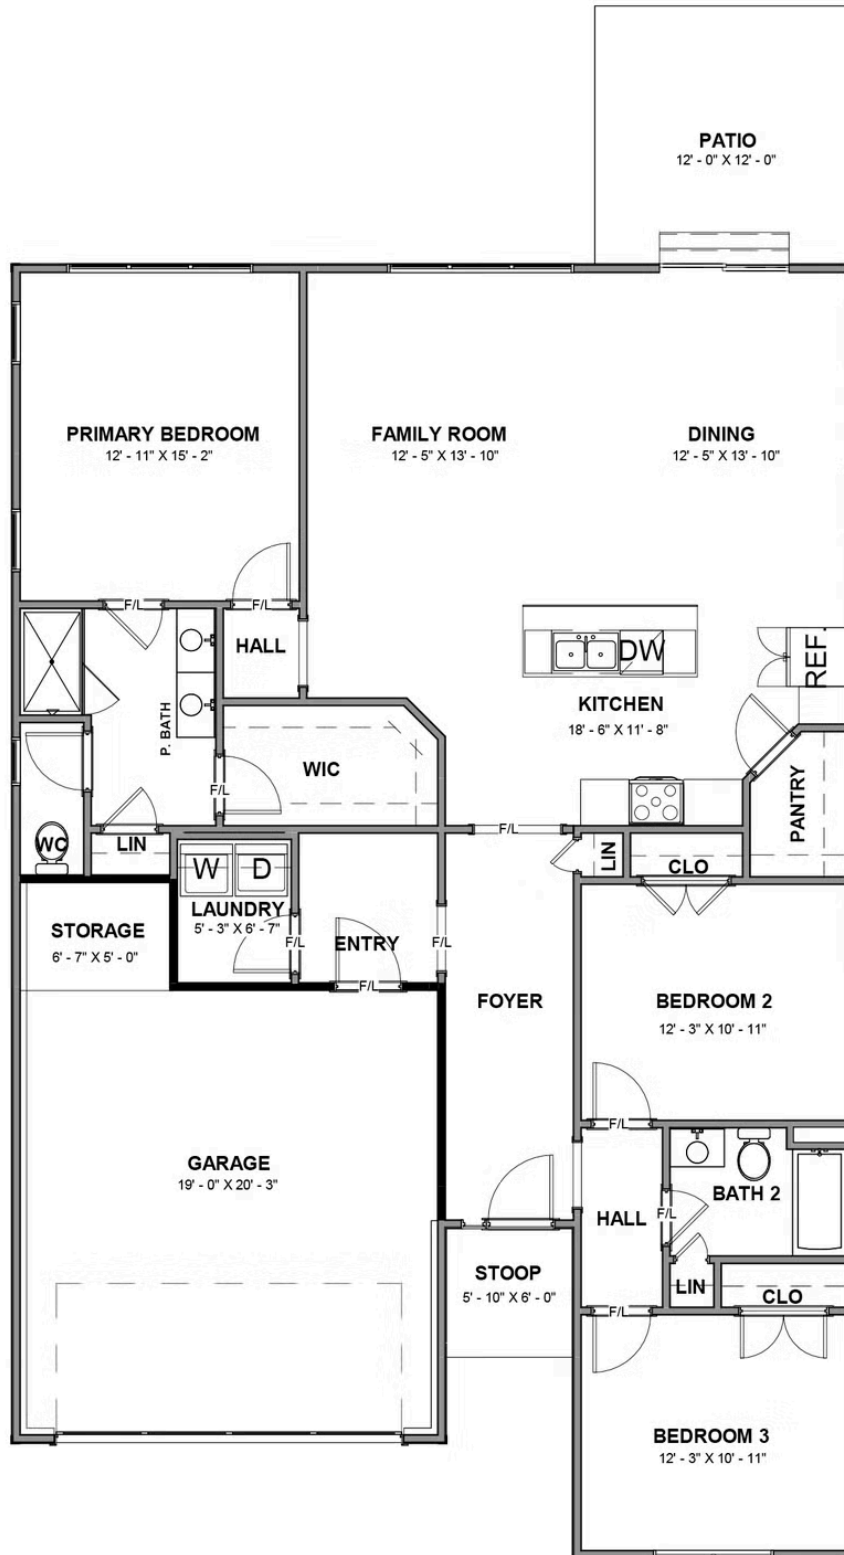 PATIO
12' - 0" X 12' - 0"
PRIMARY BEDROOM
12' - 11" X 15' - 2"
FAMILY ROOM
12' - 5" X 13' - 10"
DINING
12' - 5" X 13' - 10"
F/L
F/L
HALL
DW
REF.
P. BATH
KITCHEN
18' - 6" X 11' - 8"
WIC
F/L
PANTRY
F/L
WC
LIN
LIN
CLO
W
D
LAUNDRY
5' - 3" X 6' - 7"
STORAGE
6' - 7" X 5' - 0"
F/L
ENTRY
F/L
F/L
FOYER
BEDROOM 2
12' - 3" X 10' - 11"
F/L
GARAGE
19' - 0" X 20' - 3"
HALL
F/L
BATH 2
STOOP
5' - 10" X 6' - 0"
LIN
CLO
F/L
BEDROOM 3
12' - 3" X 10' - 11"